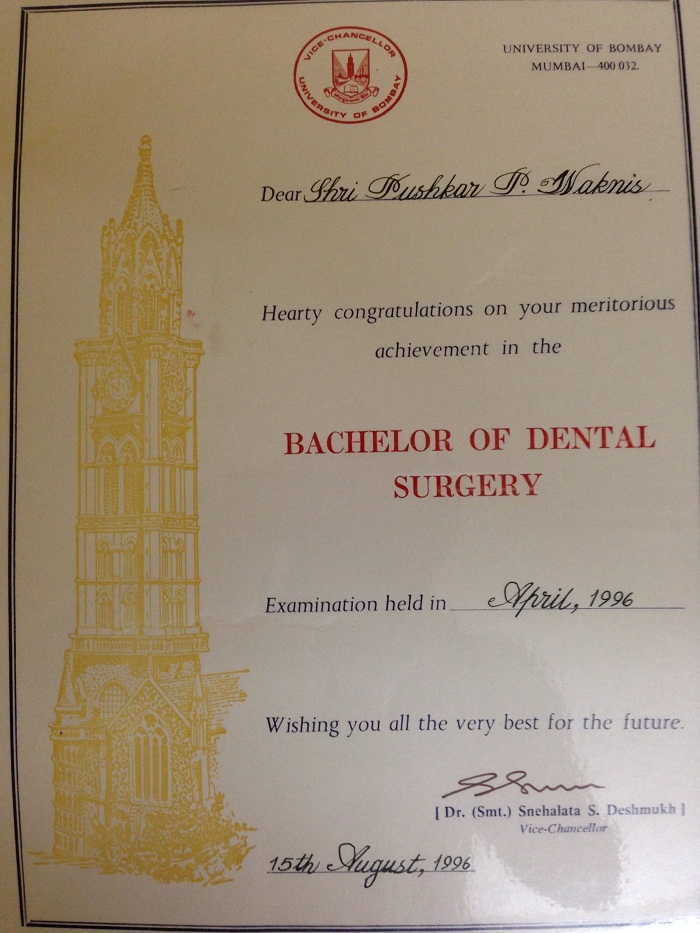 VICE-CHANCELLOR
UNIVERSITY OF BOMBAY
UNIVERSITY OF BOMBAY
MUMBAI—400 032.
Dear Shri Pushkar P. Waknis
Hearty congratulations on your meritorious
achievement in the
BACHELOR OF DENTAL
SURGERY
Examination held in April, 1996
Wishing you all the very best for the future.
[ Dr. (Smt.) Snehalata S. Deshmukh ]
Vice-Chancellor
15th August, 1996